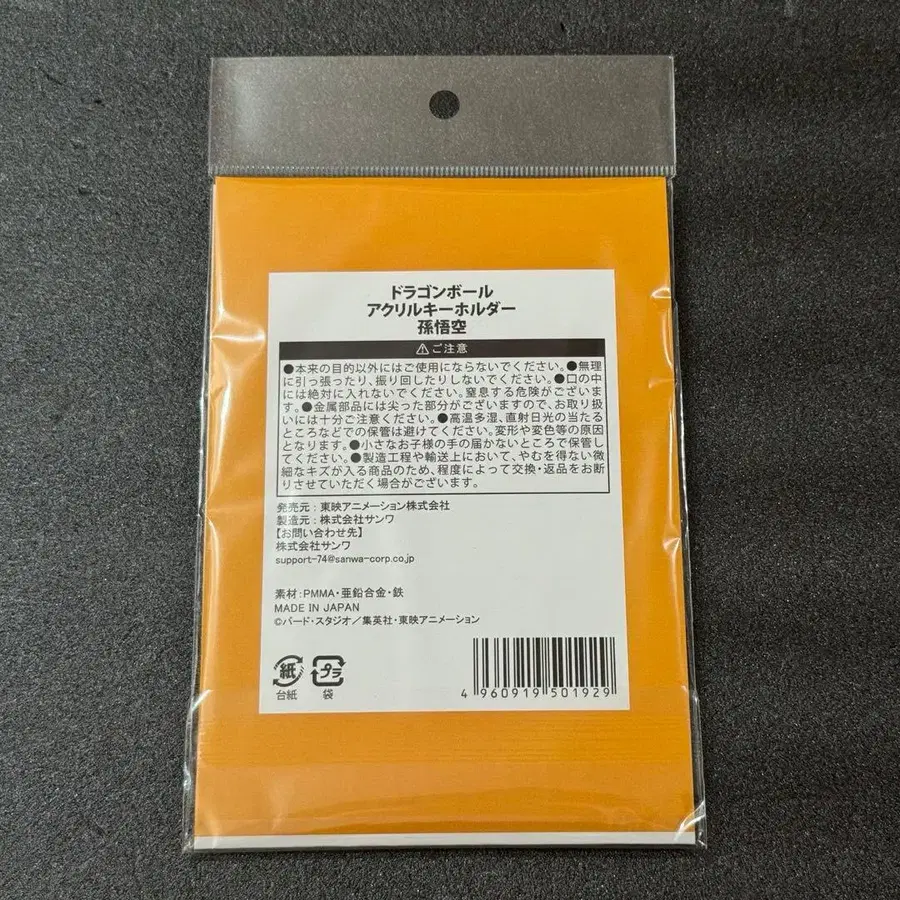 ドラゴンボール
アクリルキーホルダー
孫悟空
⚠ご注意
●本来の目的以外にはご使用にならないでください。●無理
に引っ張ったり、振り回したりしないでください。●口の中
には絶対に入れないでください。窒息する危険がございま
す。●金属部品には尖った部分がございますので、お取り扱
いには十分ご注意ください。●高温多湿、直射日光の当たる
ところなどでの保管は避けてください。変形や変色等の原因
となります。●小さなお子様の手の届かないところで保管し
てください。●製造工程や輸送上において、やむを得ない微
細なキズが入る商品のため、程度によって交換・返品をお断
りさせていただく場合がございます。
発売元：東映アニメーション株式会社
製造元：株式会社サンワ
【お問い合わせ先】
株式会社サンワ
support-74@sanwa-corp.co.jp
素材：PMMA・亜鉛合金・鉄
MADE IN JAPAN
©バード・スタジオ／集英社・東映アニメーション
紙 プラ
台紙 袋
4 960919 501929